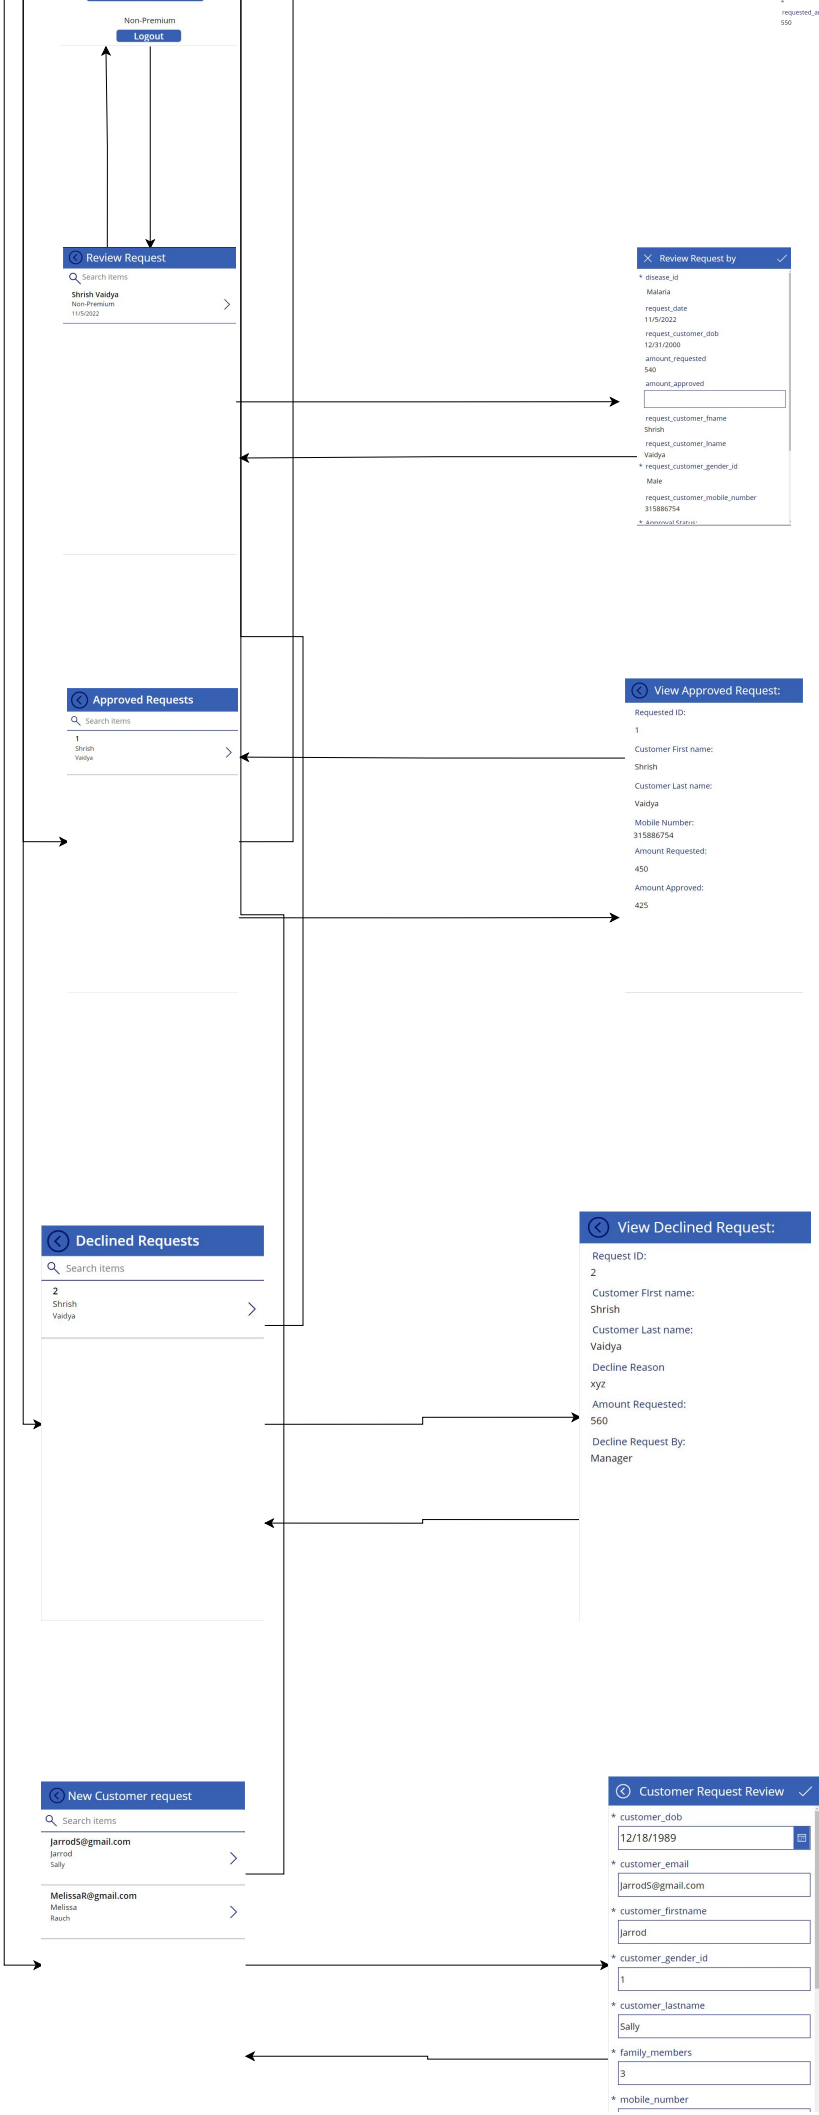 requested_a
550
Non-Premium
Logout
Review Request
Search items
Shrish Vaidya
Non-Premium
11/5/2022
Review Request by
* disease_id
Malaria
request_date
11/5/2022
request_customer_dob
12/31/2000
amount_requested
540
amount_approved
request_customer_fname
Shrish
request_customer_lname
Vaidya
* request_customer_gender_id
Male
request_customer_mobile_number
315886754
* Approval Status:
Approved Requests
Search items
1
Shrish
Vaidya
View Approved Request:
Requested ID:
1
Customer First name:
Shrish
Customer Last name:
Vaidya
Mobile Number:
315886754
Amount Requested:
450
Amount Approved:
425
Declined Requests
Search items
2
Shrish
Vaidya
View Declined Request:
Request ID:
2
Customer FIrst name:
Shrish
Customer Last name:
Vaidya
Decline Reason
xyz
Amount Requested:
560
Decline Request By:
Manager
New Customer request
Search items
JarrodS@gmail.com
Jarrod
Sally
MelissaR@gmail.com
Melissa
Rauch
Customer Request Review
* customer_dob
12/18/1989
* customer_email
JarrodS@gmail.com
* customer_firstname
Jarrod
* customer_gender_id
1
* customer_lastname
Sally
* family_members
3
* mobile_number